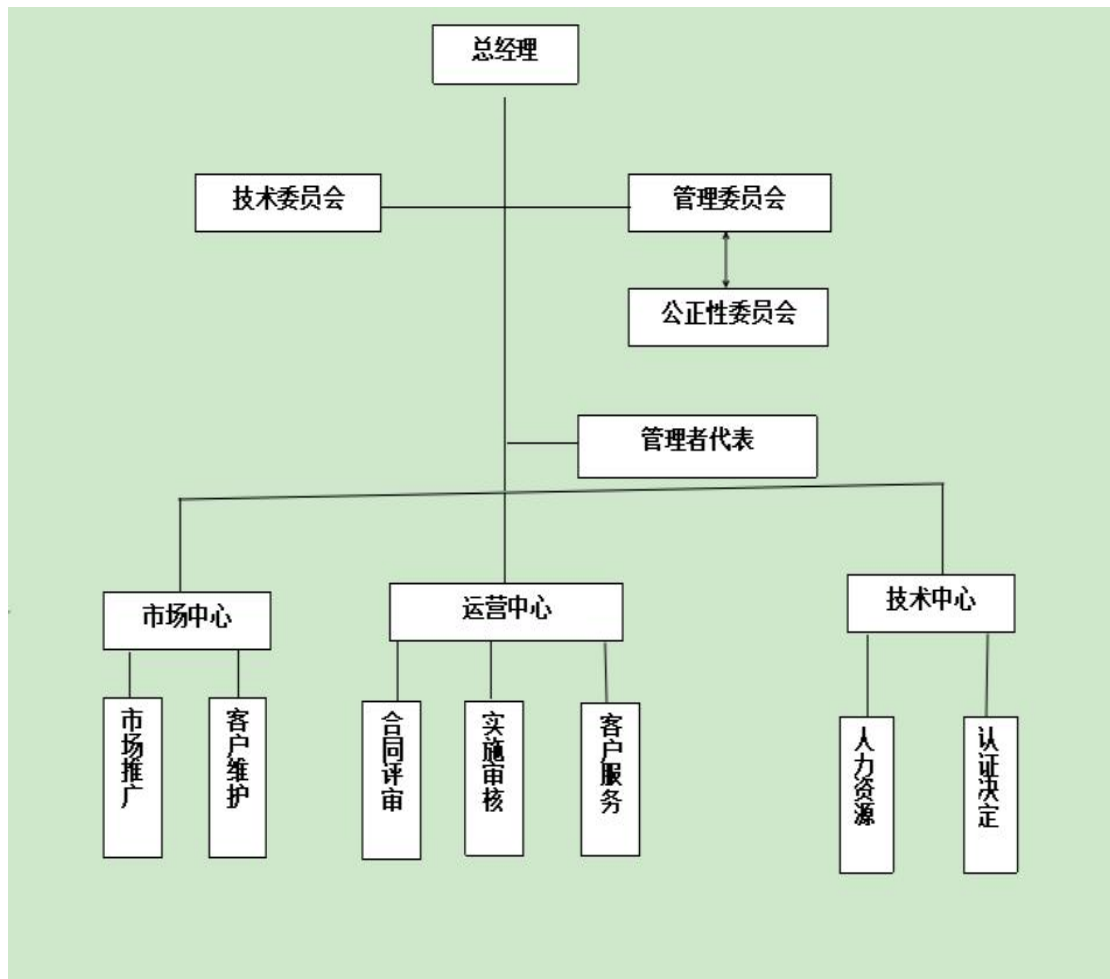 总经理
技术委员会
管理委员会
公正性委员会
管理者代表
市场中心
运营中心
技术中心
市场推广
客户维护
合同评审
实施审核
客户服务
人力资源
认证决定